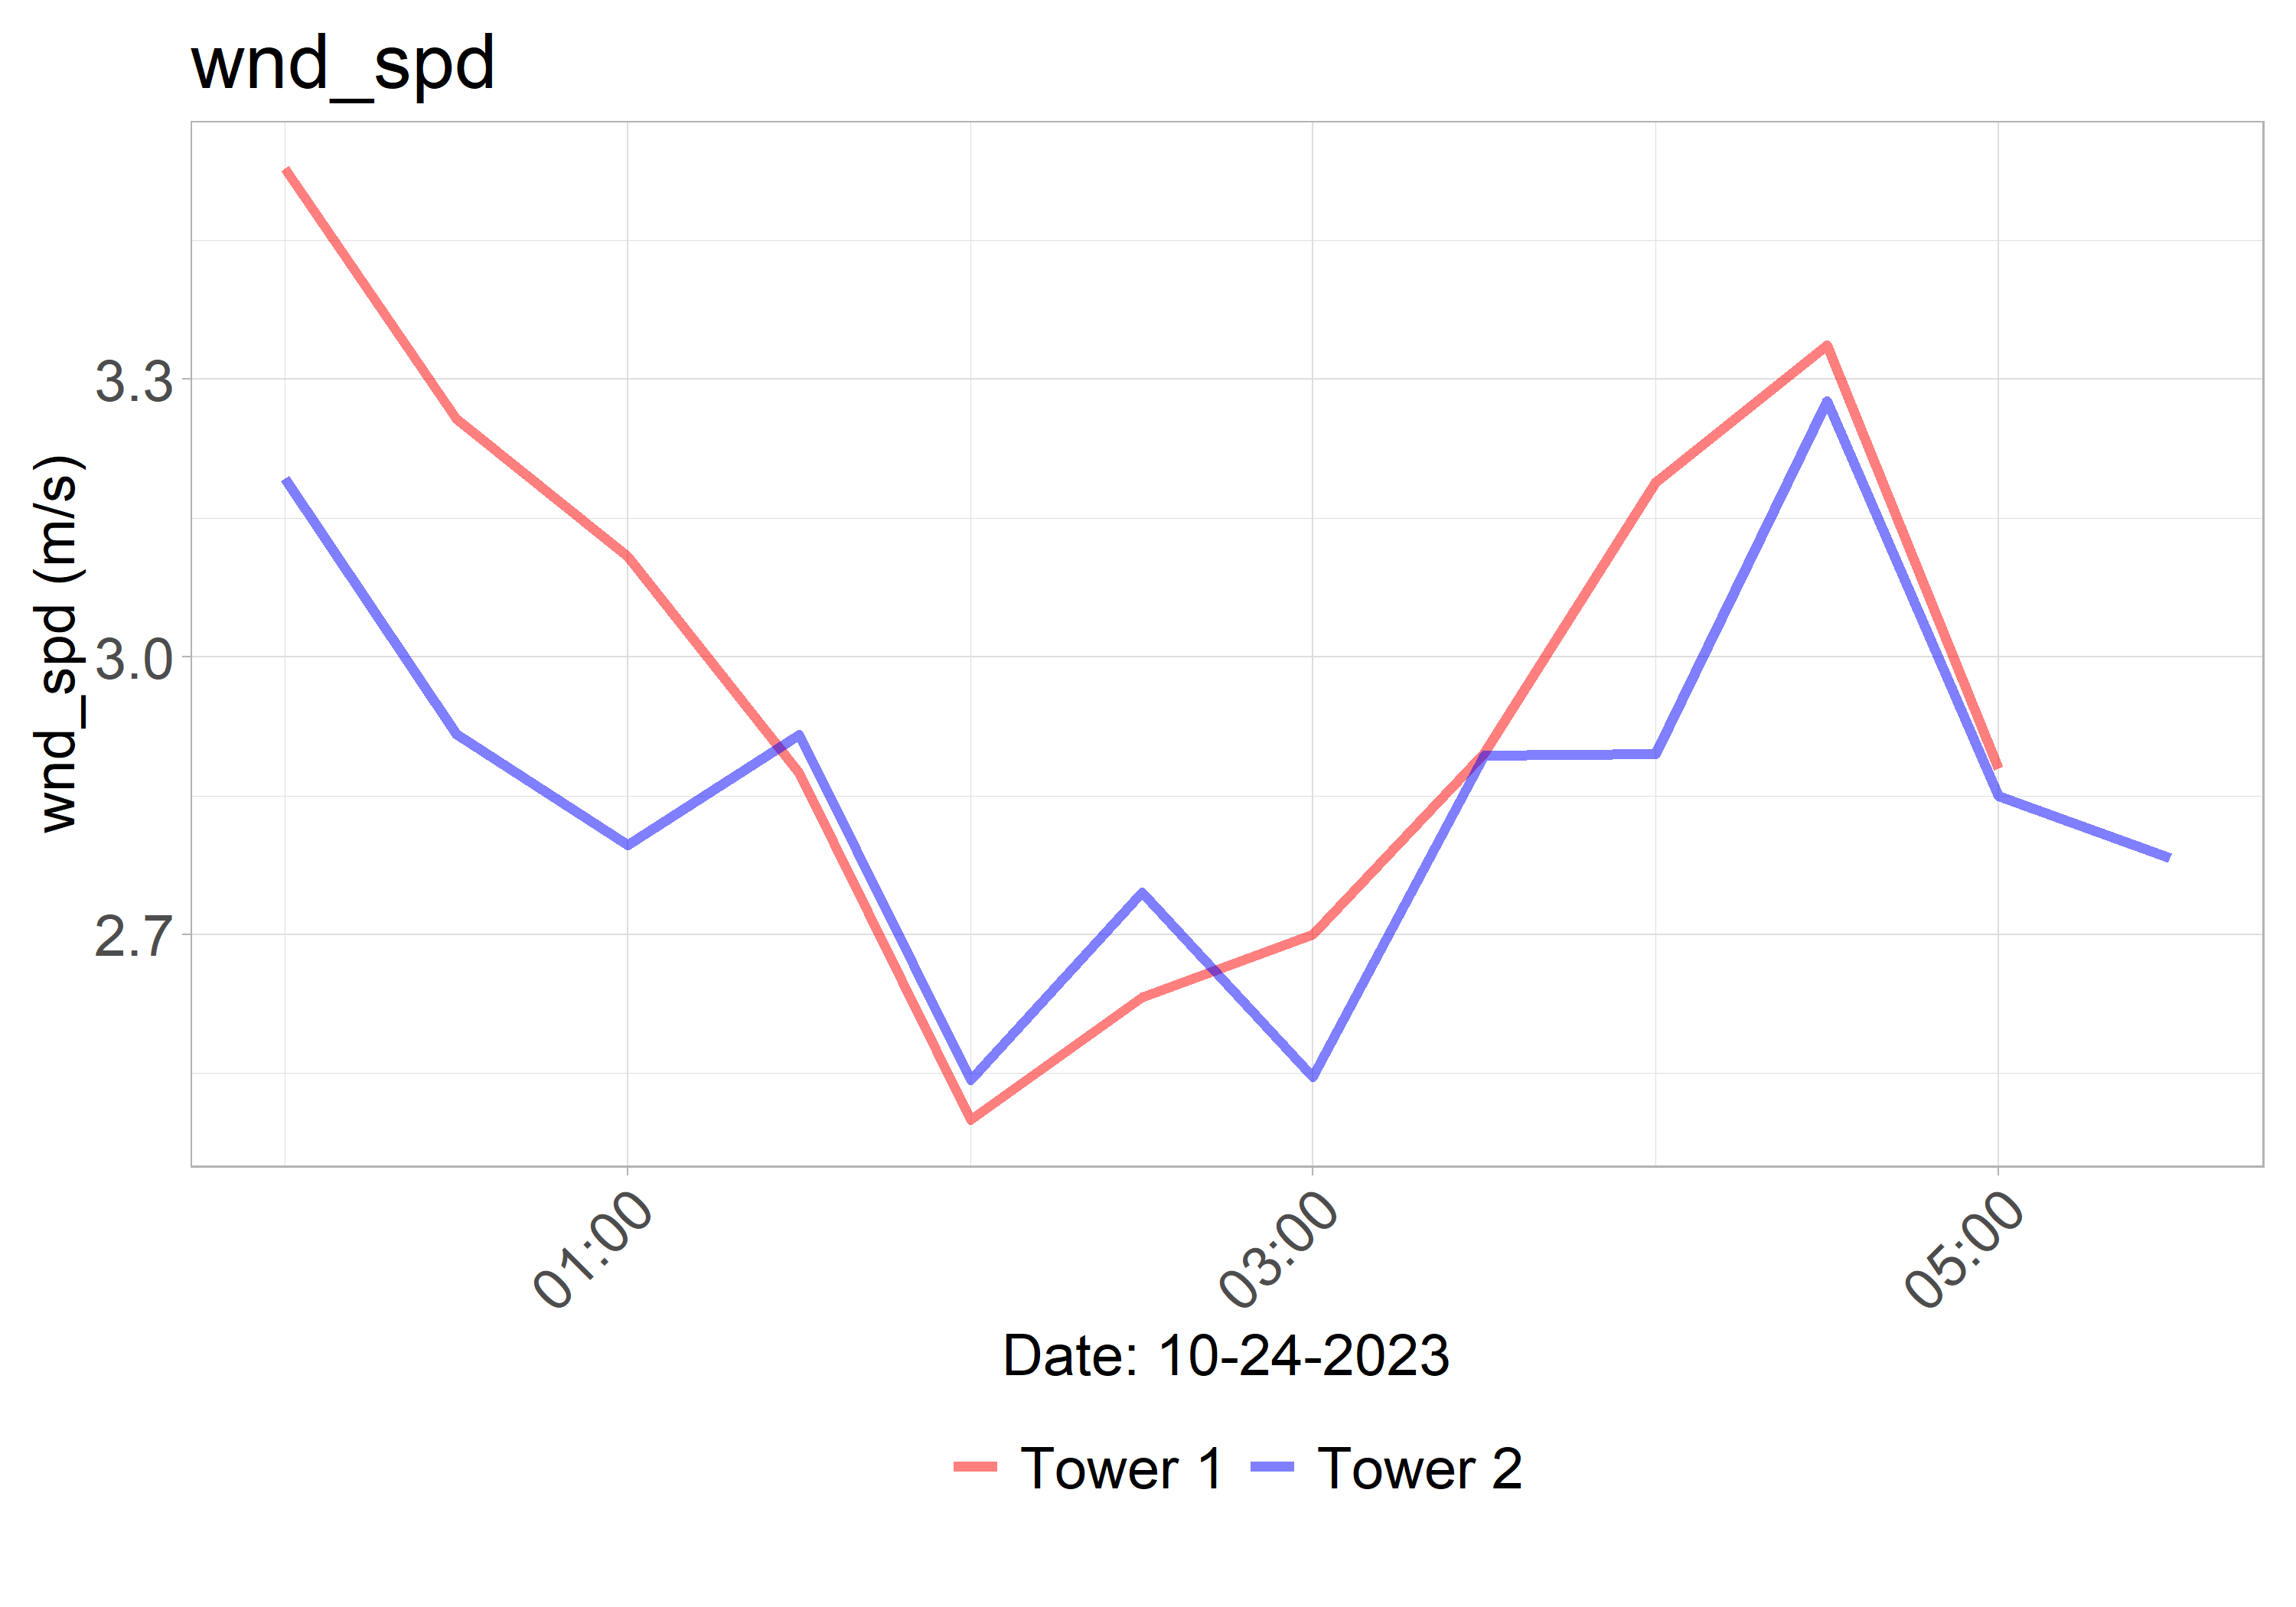 wnd_spd
wnd_spd (m/s)
3.3
3.0
2.7
01:00
03:00
05:00
Date: 10-24-2023
Tower 1
Tower 2